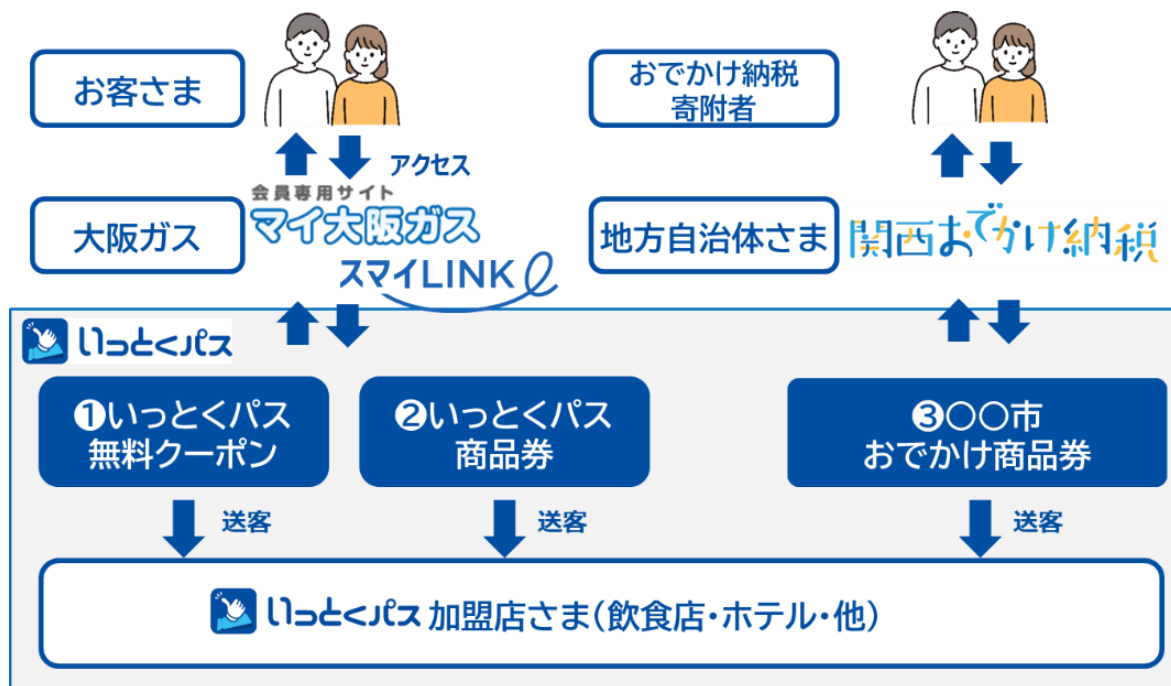 お客さま
おでかけ納税
寄附者
アクセス
大阪ガス
会員専用サイト
マイ大阪ガス
スマイLINK
地方自治体さま
関西おでかけ納税
いっとくパス
❶いっとくパス
無料クーポン
❷いっとくパス
商品券
❸○○市
おでかけ商品券
送客
送客
送客
いっとくパス 加盟店さま(飲食店・ホテル・他)